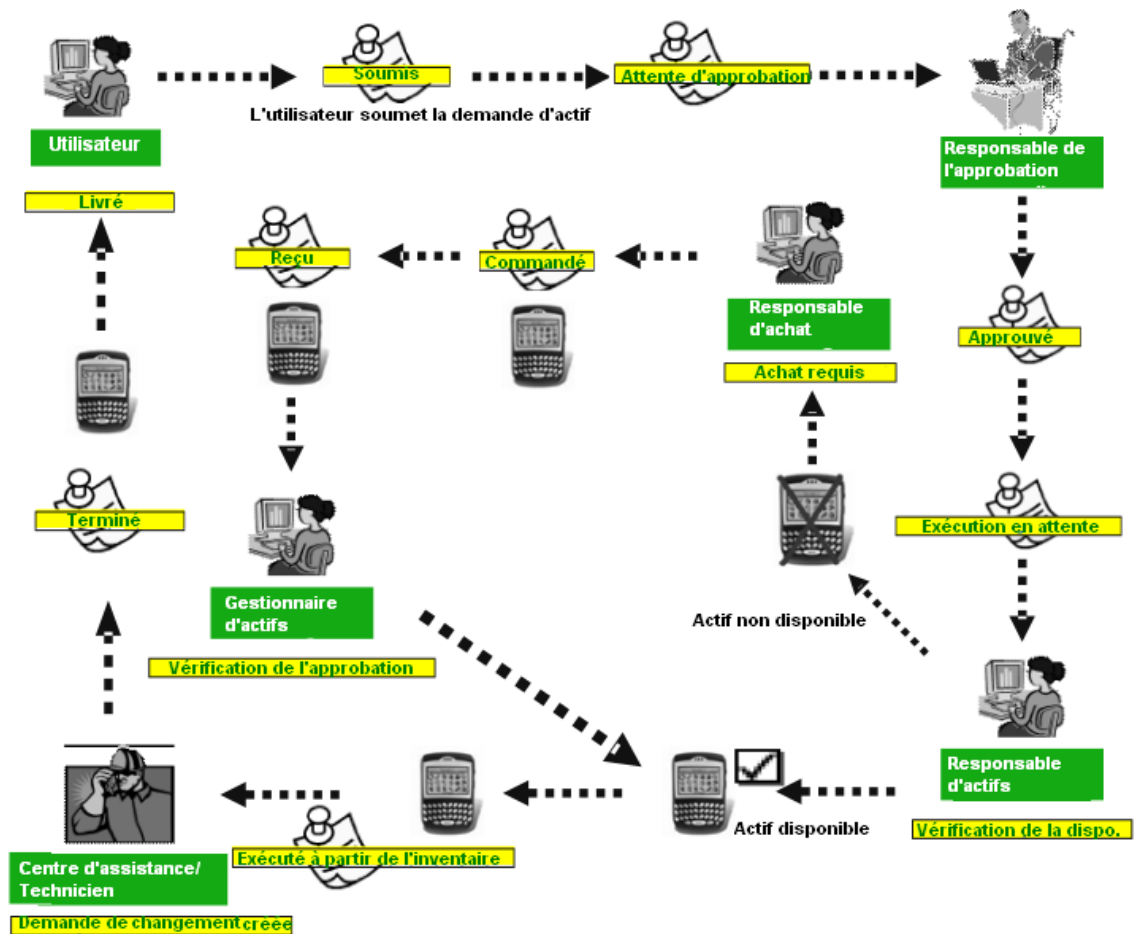 Soumis
Attente d'approbation
L'utilisateur soumet la demande d'actif
Utilisateur
Responsable de
l'approbation
Livré
Reçu
Commandé
Responsable
d'achat
Achat requis
Approuvé
Terminé
Exécution en attente
Gestionnaire
d'actifs
Vérification de l'approbation
Actif non disponible
Responsable
d'actifs
Vérification de la dispo.
Actif disponible
Exécuté à partir de l'inventaire
Centre d'assistance/
Technicien
Demande de changement créée